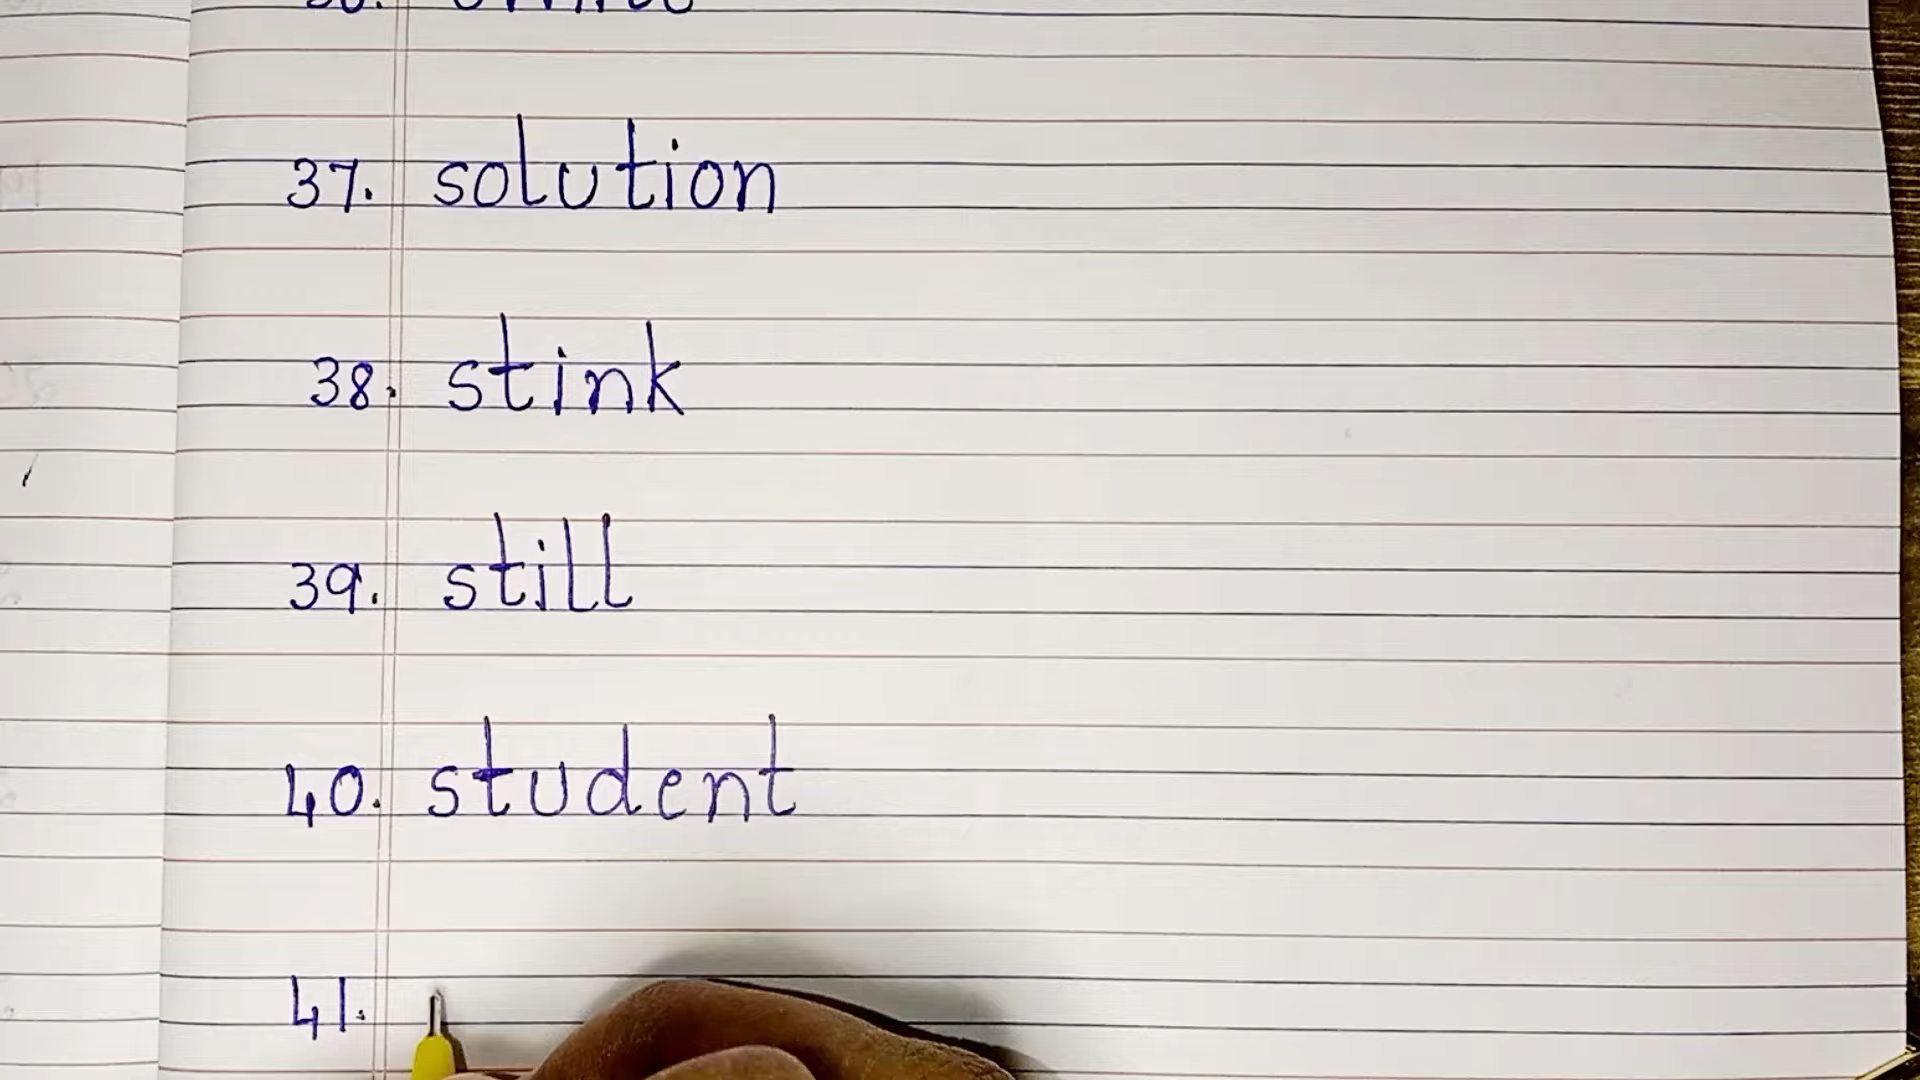 37. solution
38. stink
39. still
40. student
41.